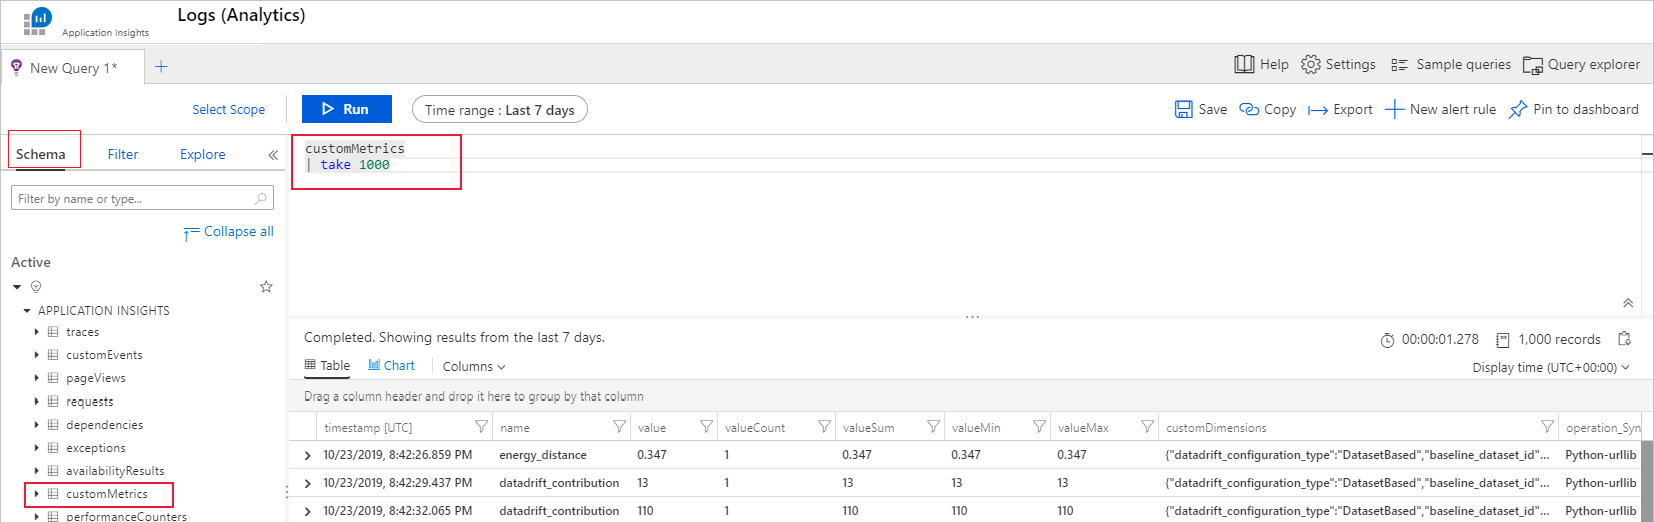 Application Insights
Logs (Analytics)
New Query 1*
+
Help Settings Sample queries Query explorer
Select Scope
Run
Time range : Last 7 days
Save Copy Export New alert rule Pin to dashboard
Schema Filter Explore «
Filter by name or type...
Collapse all
Active
APPLICATION INSIGHTS
traces
customEvents
pageViews
requests
dependencies
exceptions
availabilityResults
customMetrics
performanceCounters
customMetrics
| take 1000
Completed. Showing results from the last 7 days.
00:00:01.278 1,000 records
Table Chart Columns
Display time (UTC+00:00)
Drag a column header and drop it here to group by that column
timestamp [UTC] name value valueCount valueSum valueMin valueMax customDimensions operation_Syn
10/23/2019, 8:42:26.859 PM energy_distance 0.347 1 0.347 0.347 0.347 {"datadrift_configuration_type":"DatasetBased","baseline_dataset_id"... Python-urllib
10/23/2019, 8:42:29.437 PM datadrift_contribution 13 1 13 13 13 {"datadrift_configuration_type":"DatasetBased","baseline_dataset_id"... Python-urllib
10/23/2019, 8:42:32.065 PM datadrift_contribution 110 1 110 110 110 {"datadrift_configuration_type":"DatasetBased","baseline_dataset_id"... Python-urllib